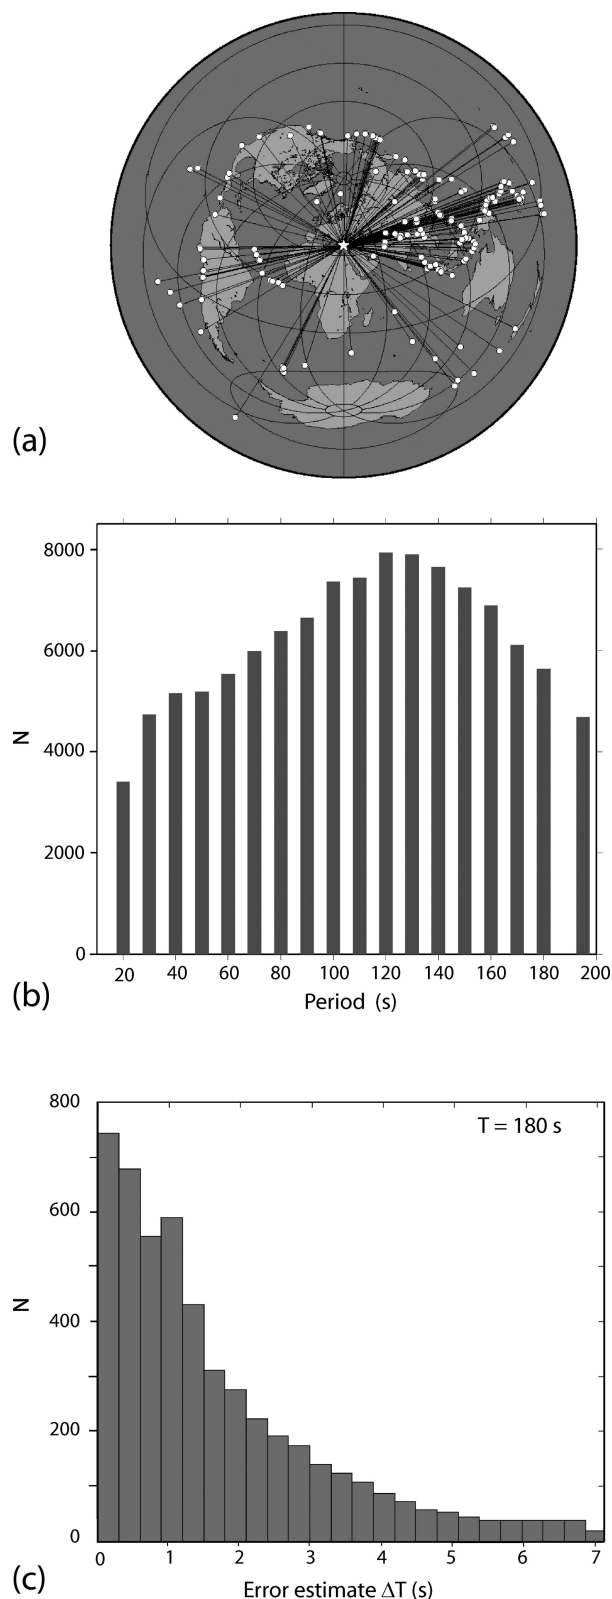 (a)
8000
6000
4000
2000
0
N
20 40 60 80 100 120 140 160 180 200
Period (s)
(b)
800
600
400
200
0
N
T = 180 s
0 1 2 3 4 5 6 7
Error estimate ΔT (s)
(c)